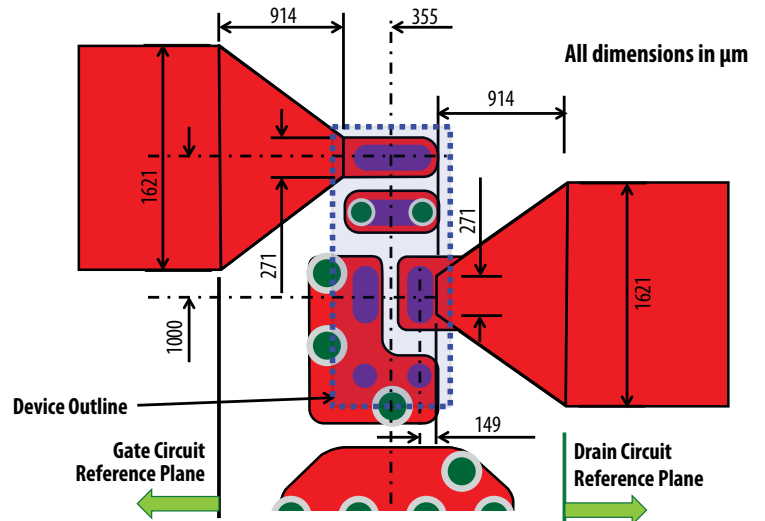 914
355
All dimensions in µm
914
1621
271
271
1621
1000
Device Outline
149
Gate Circuit
Reference Plane
Drain Circuit
Reference Plane